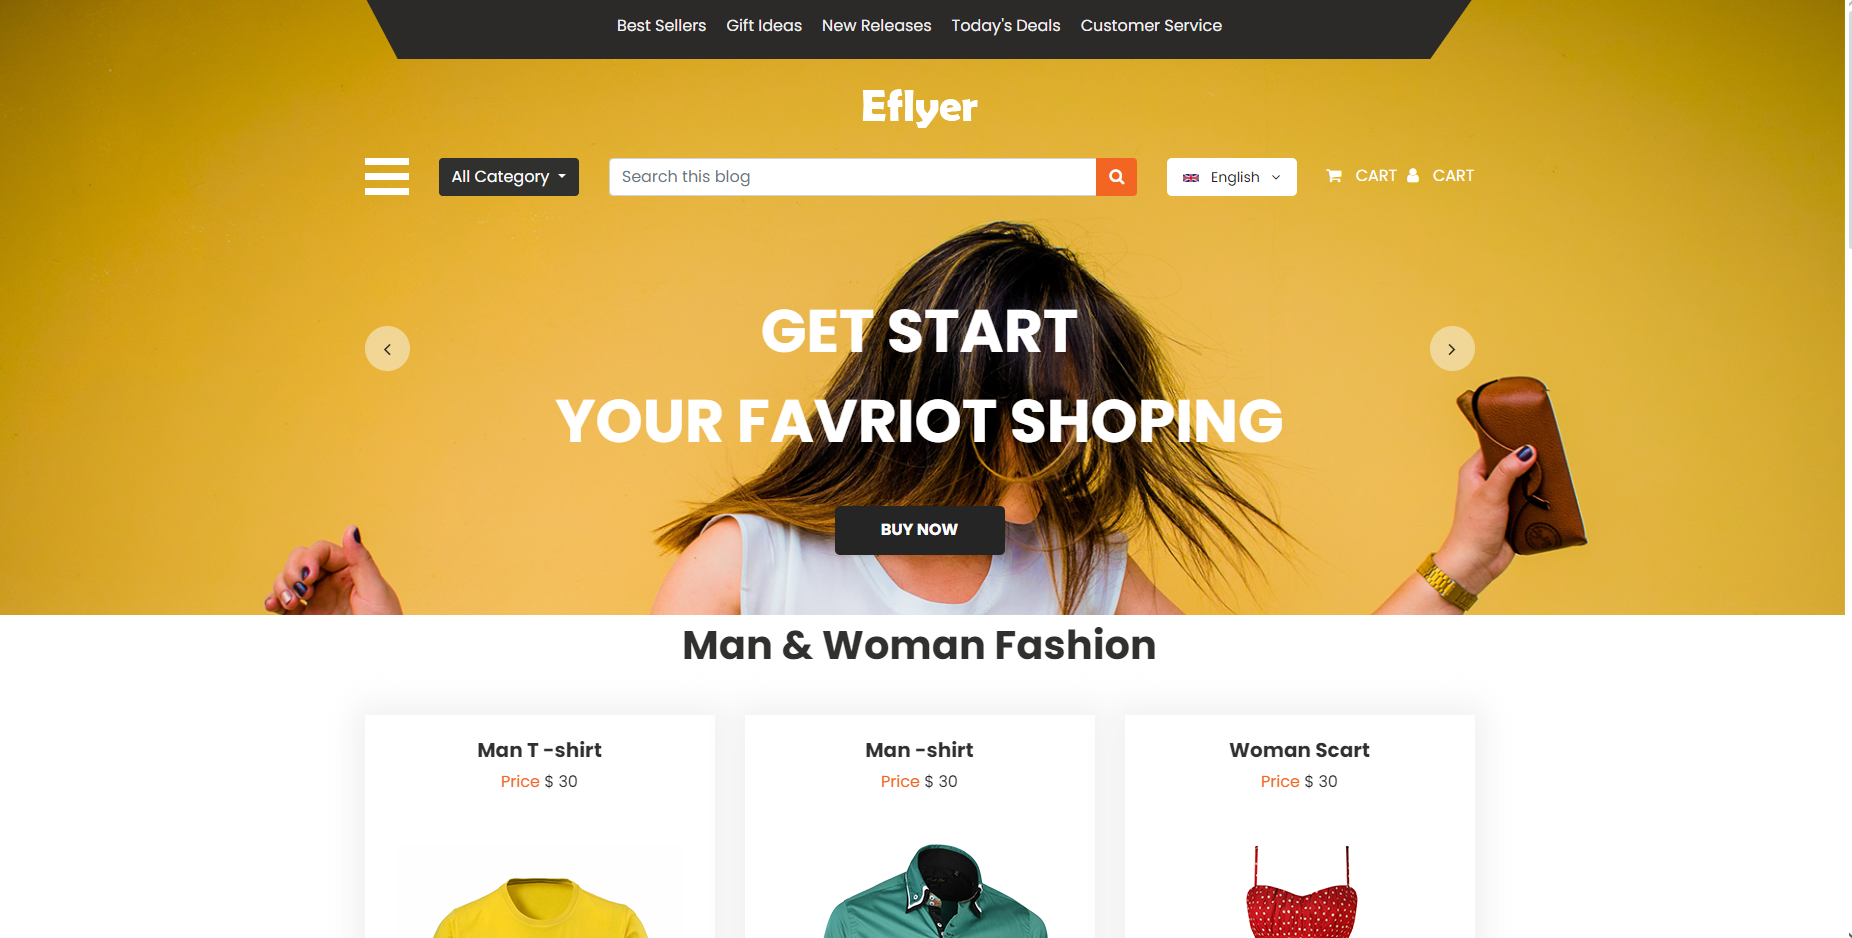 Best Sellers Gift Ideas New Releases Today's Deals Customer Service
Eflyer
All Category Search this blog English CART CART
GET START
YOUR FAVRIOT SHOPING
BUY NOW
Man & Woman Fashion
Man T -shirt Man -shirt Woman Scart
Price $ 30 Price $ 30 Price $ 30